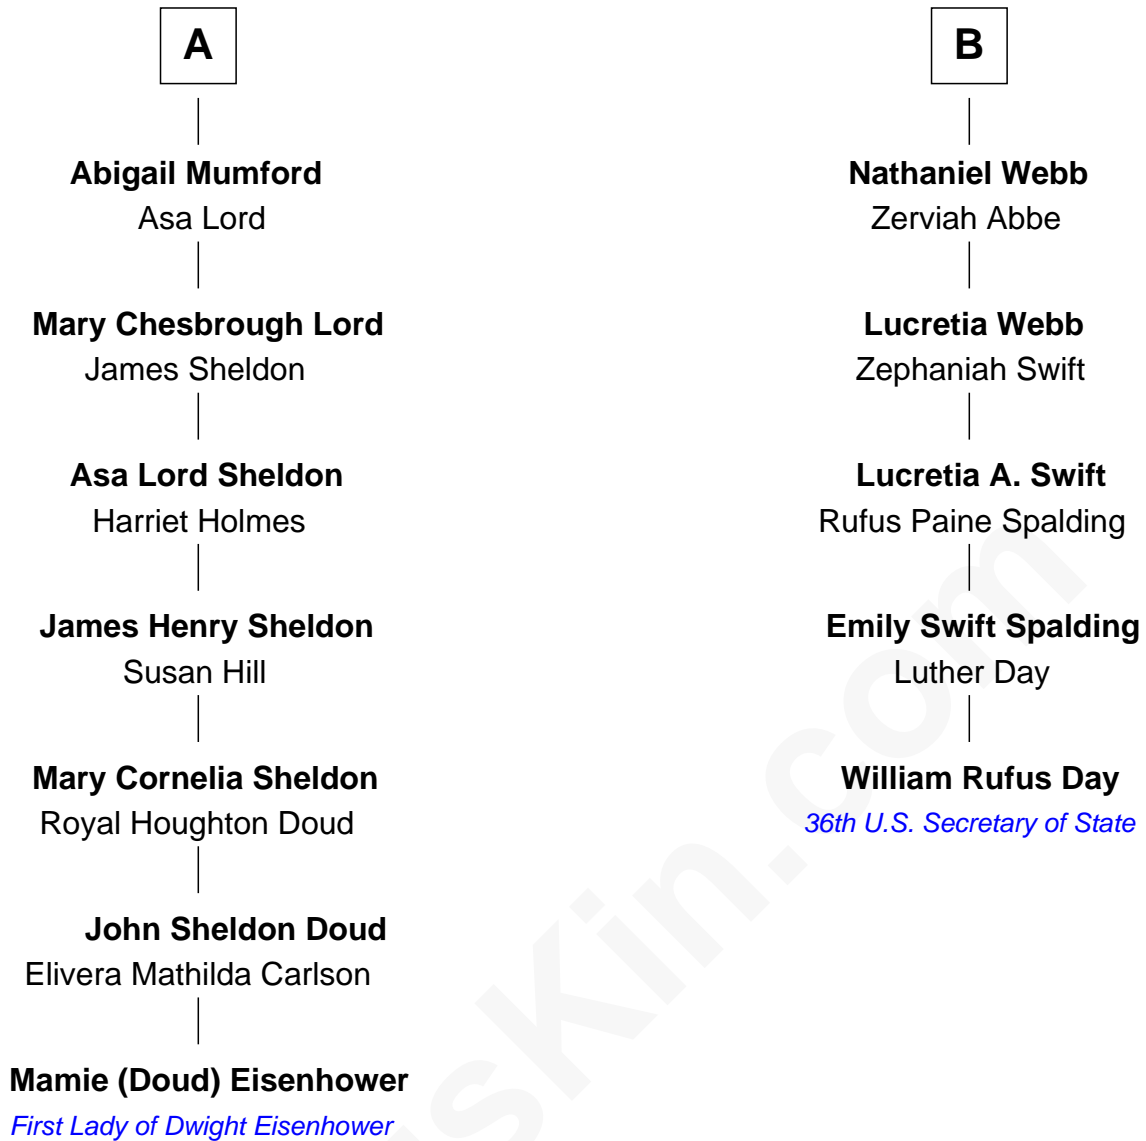 A
Abigail Mumford
Asa Lord
Mary Chesbrough Lord
James Sheldon
Asa Lord Sheldon
Harriet Holmes
James Henry Sheldon
Susan Hill
Mary Cornelia Sheldon
Royal Houghton Doud
John Sheldon Doud
Elivera Mathilda Carlson
Mamie (Doud) Eisenhower
First Lady of Dwight Eisenhower
B
Nathaniel Webb
Zerviah Abbe
Lucretia Webb
Zephaniah Swift
Lucretia A. Swift
Rufus Paine Spalding
Emily Swift Spalding
Luther Day
William Rufus Day
36th U.S. Secretary of State